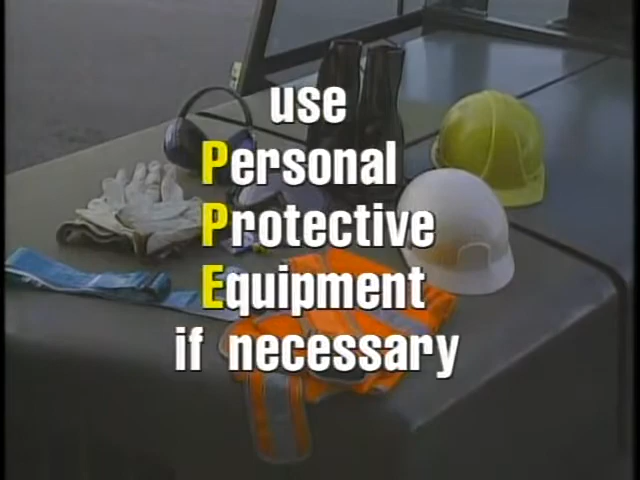 use
Personal
Protective
Equipment
if necessary